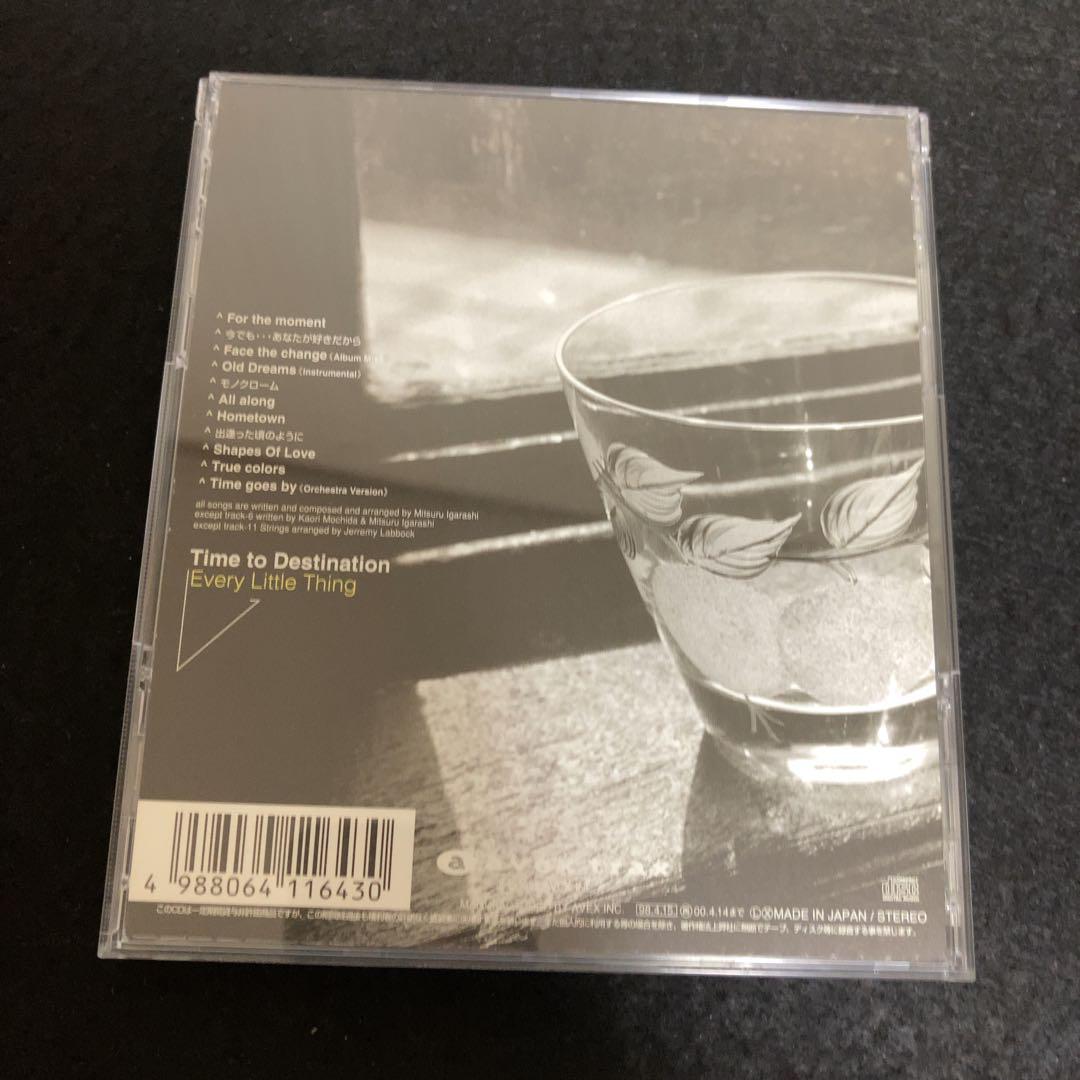 ^ For the moment
^ 今でも・・・あなたが好きだから
^ Face the change (Album Mix)
^ Old Dreams (Instrumental)
^ モノクローム
^ All along
^ Hometown
^ 出逢った頃のように
^ Shapes Of Love
^ True colors
^ Time goes by (Orchestra Version)
all songs are written and composed and arranged by Mitsuru Igarashi
except track-6 written by Kaori Mochida & Mitsuru Igarashi
except track-11 Strings arranged by Jerremy Labbock
Time to Destination
Every Little Thing
4 988064 116430
AVEX INC. 98.4.15 00.4.14まで MADE IN JAPAN / STEREO